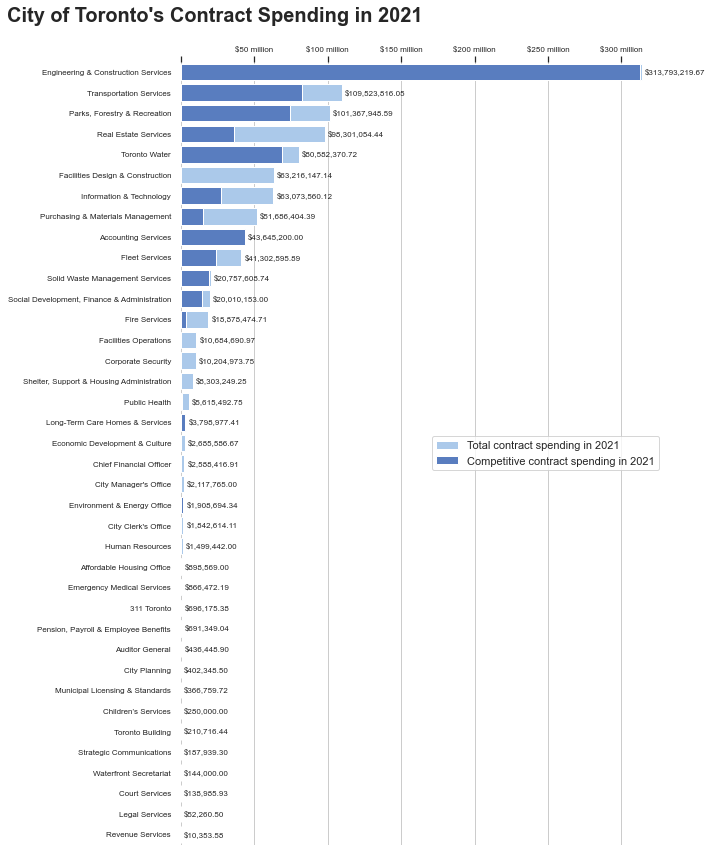 City of Toronto's Contract Spending in 2021
$50 million $100 million $150 million $200 million $250 million $300 million
Engineering & Construction Services $313,793,219.67
Transportation Services $109,523,816.05
Parks, Forestry & Recreation $101,367,948.59
Real Estate Services $98,301,054.44
Toronto Water $80,582,370.72
Facilities Design & Construction $63,216,147.14
Information & Technology $63,073,560.12
Purchasing & Materials Management $51,686,404.39
Accounting Services $43,645,200.00
Fleet Services $41,302,595.89
Solid Waste Management Services $20,757,608.74
Social Development, Finance & Administration $20,010,153.00
Fire Services $18,878,474.71
Facilities Operations $10,684,690.97
Corporate Security $10,204,973.75
Shelter, Support & Housing Administration $8,303,249.25
Public Health $5,615,492.75
Long-Term Care Homes & Services $3,798,977.41
Economic Development & Culture $2,685,586.67
Total contract spending in 2021
Chief Financial Officer $2,588,416.91
Competitive contract spending in 2021
City Manager's Office $2,117,765.00
Environment & Energy Office $1,908,694.34
City Clerk's Office $1,842,614.11
Human Resources $1,499,442.00
Affordable Housing Office $898,569.00
Emergency Medical Services $866,472.19
311 Toronto $696,175.38
Pension, Payroll & Employee Benefits $691,349.04
Auditor General $436,448.90
City Planning $402,348.50
Municipal Licensing & Standards $366,759.72
Children's Services $280,000.00
Toronto Building $210,716.44
Strategic Communications $187,939.30
Waterfront Secretariat $144,000.00
Court Services $138,985.93
Legal Services $52,260.50
Revenue Services $10,353.58